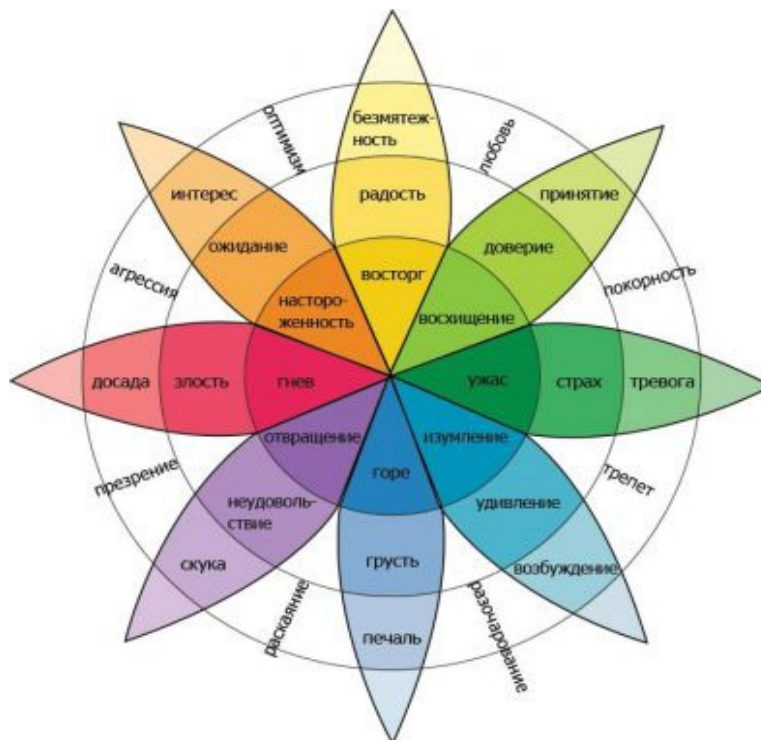 оптимизм
безмятеж-
ность
любовь
интерес
радость
принятие
ожидание
доверие
агрессия
восторг
покорность
насторо-
женность
восхищение
досада
злость
гнев
ужас
страх
тревога
отвращение
изумление
презрение
горе
трепет
неудоволь-
ствие
удивление
скука
грусть
возбуждение
раскаяние
печаль
разочарование